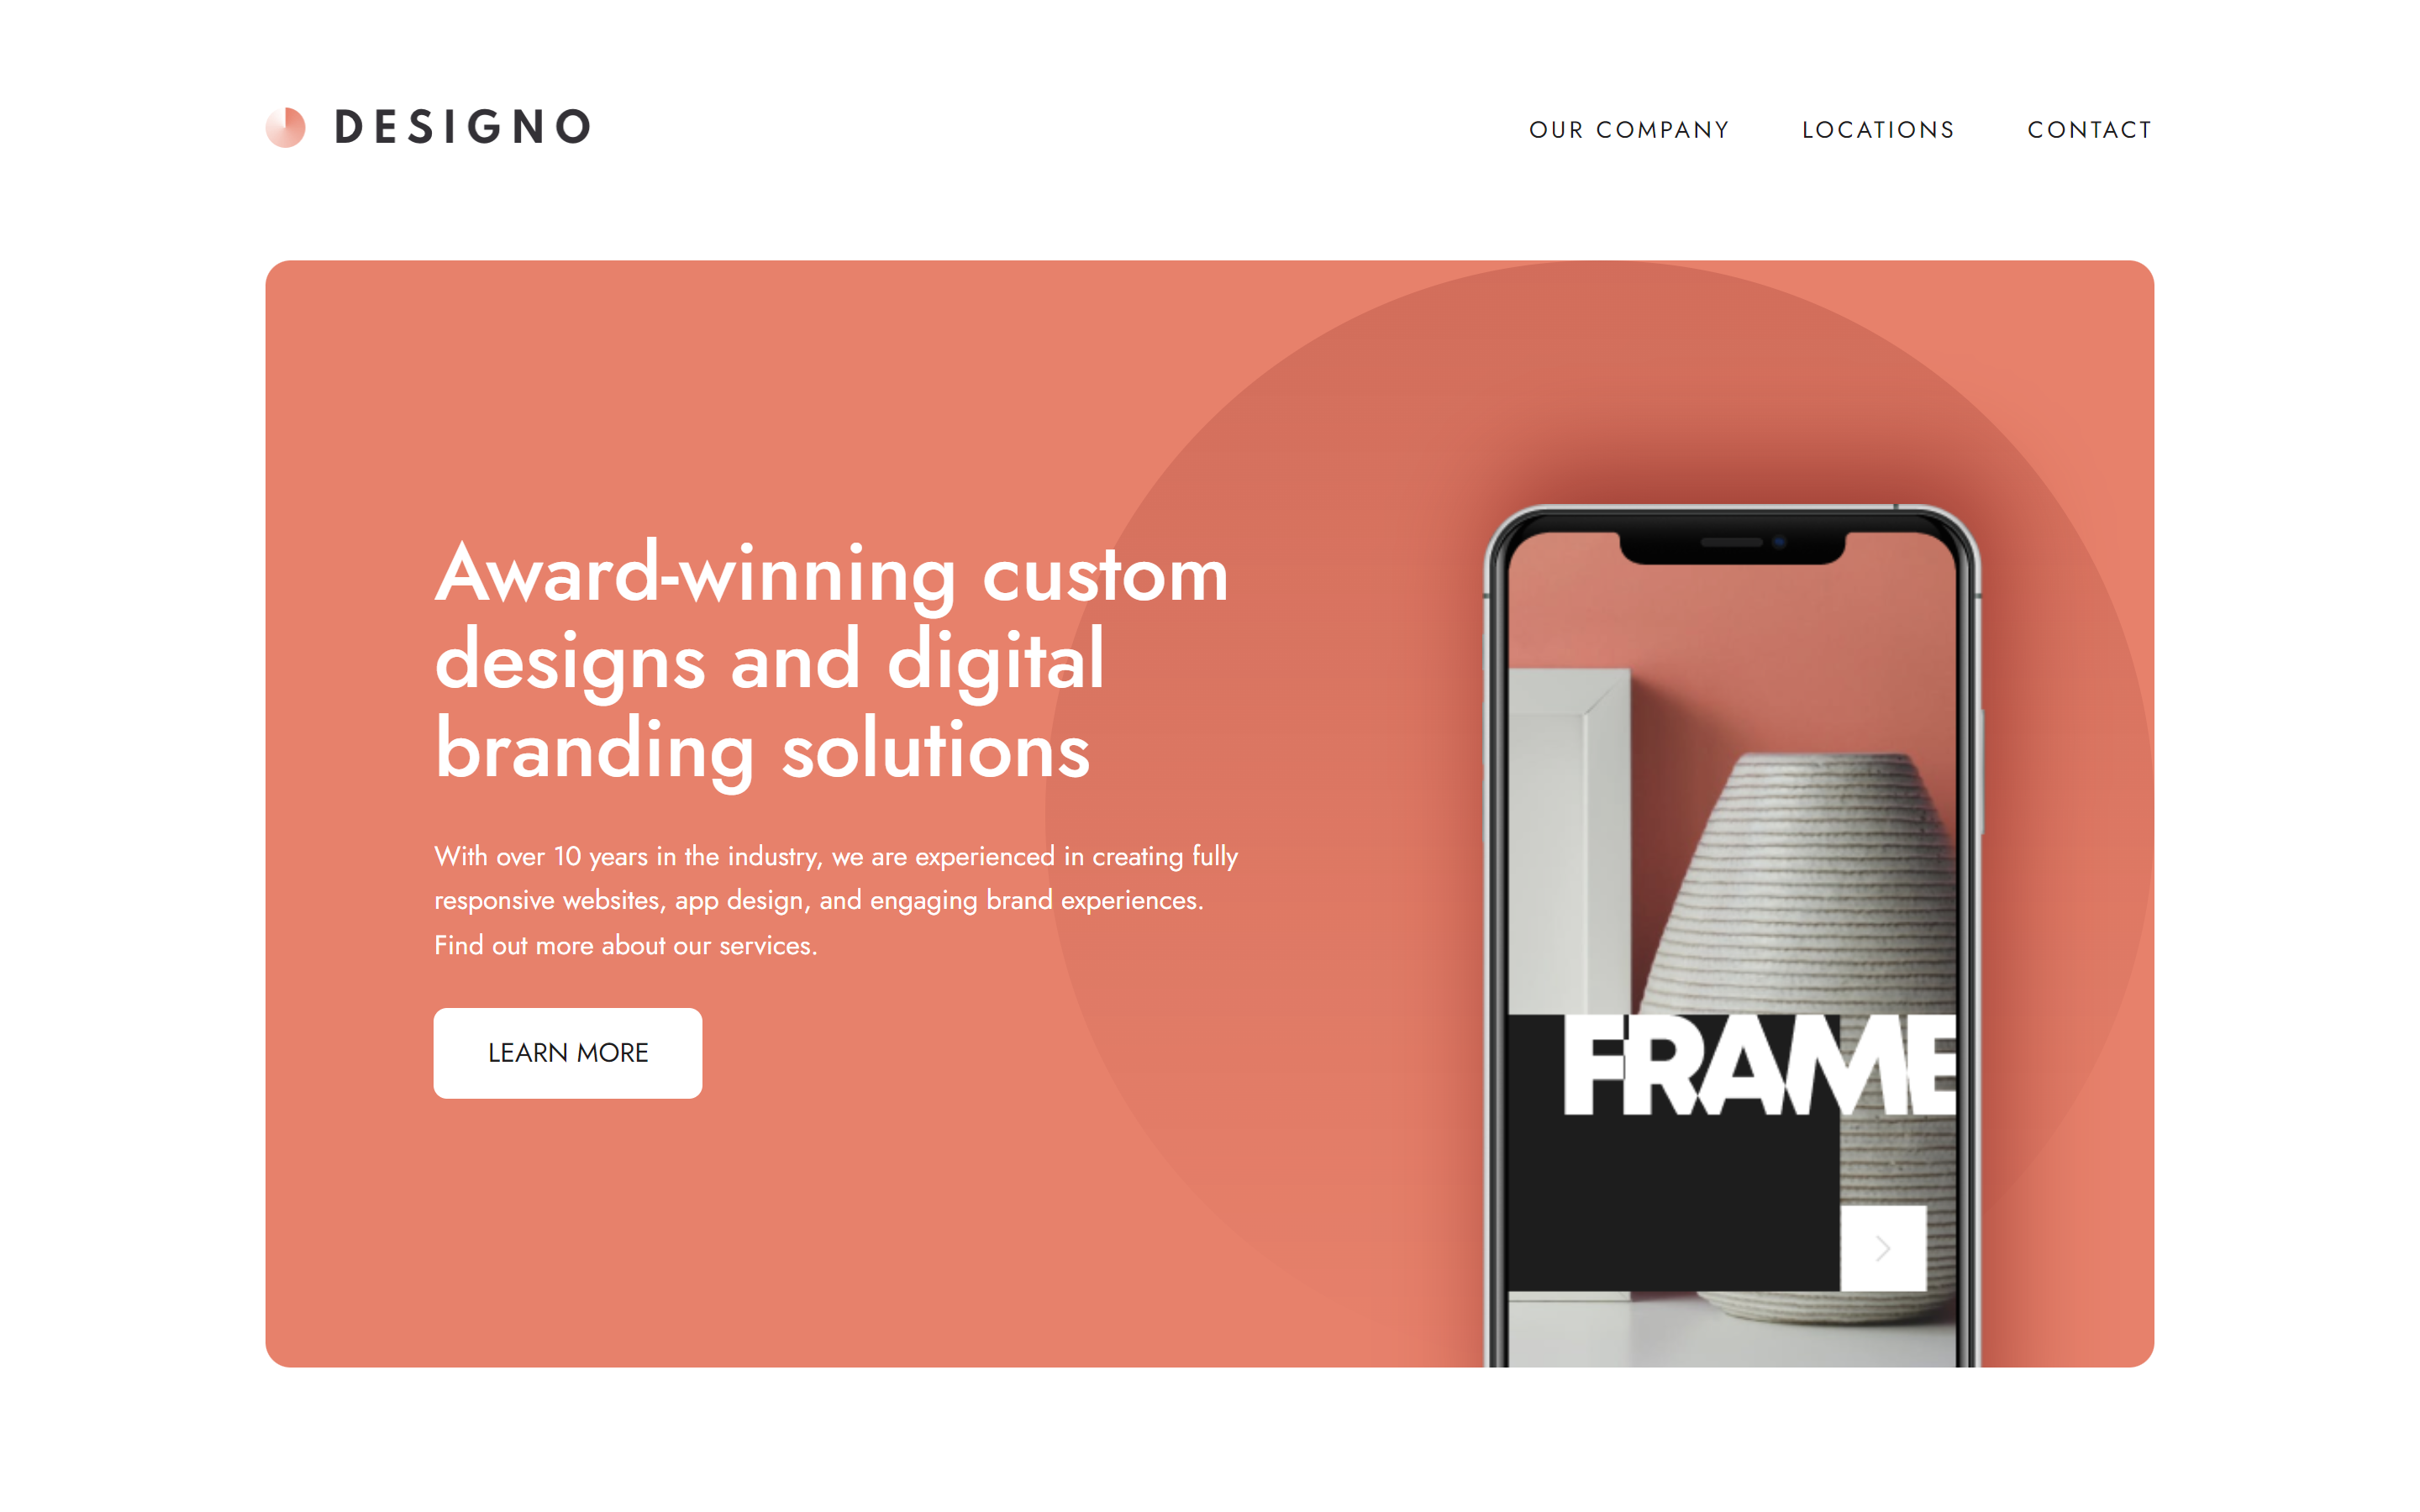 DESIGNO
OUR COMPANY
LOCATIONS
CONTACT
Award-winning custom
designs and digital
branding solutions
With over 10 years in the industry, we are experienced in creating fully
responsive websites, app design, and engaging brand experiences.
Find out more about our services.
LEARN MORE
FRAME